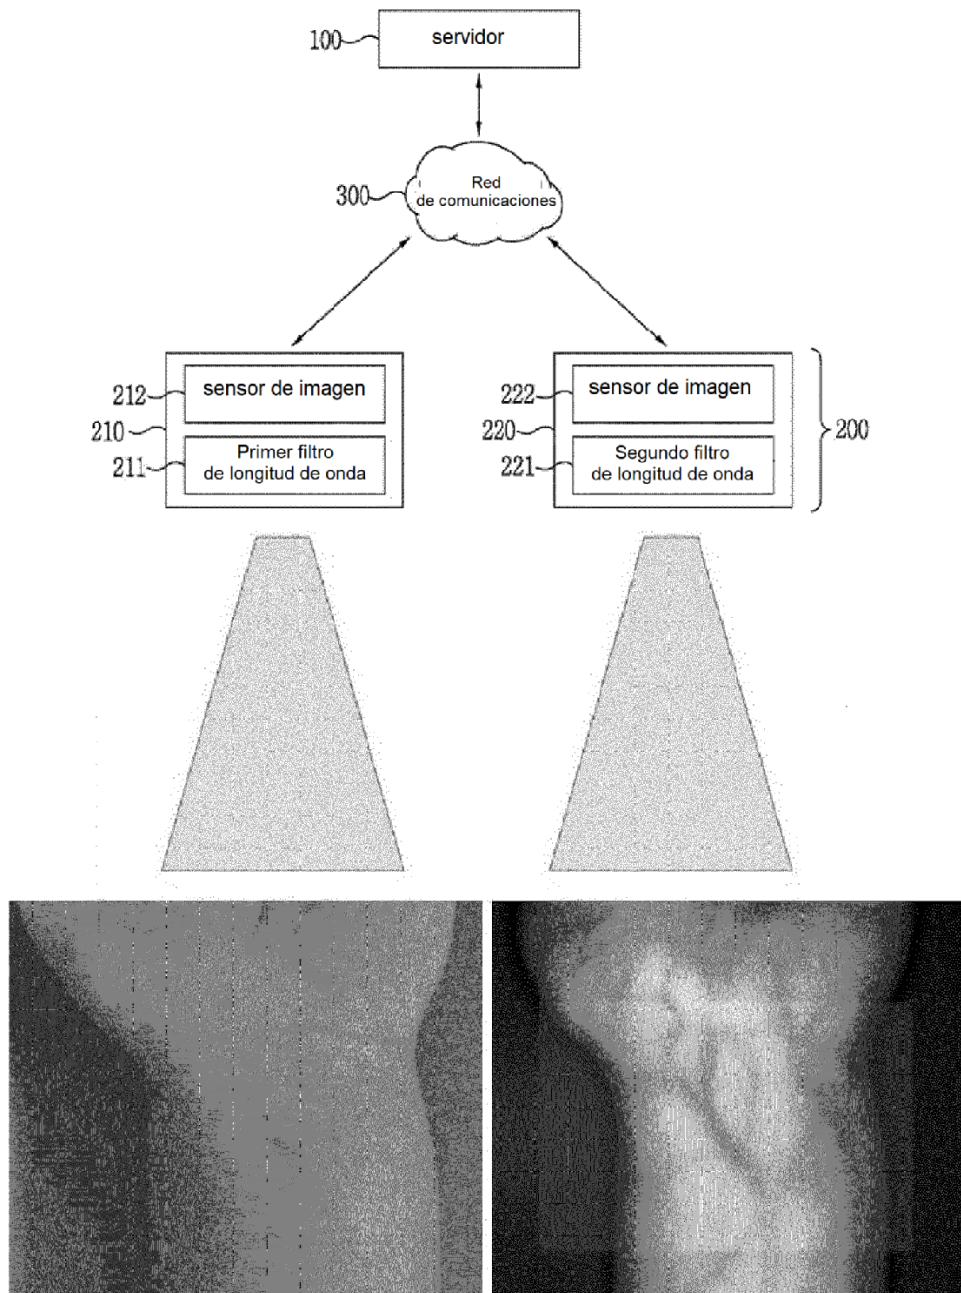 100
servidor
300
Red
de comunicaciones
212
sensor de imagen
210
211
Primer filtro
de longitud de onda
222
sensor de imagen
220
221
Segundo filtro
de longitud de onda
200